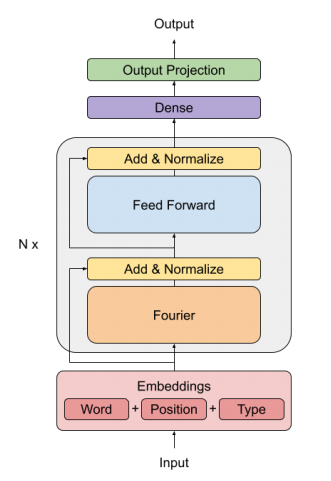 Output
Output Projection
Dense
Add & Normalize
Feed Forward
N x
Add & Normalize
Fourier
Embeddings
Word + Position + Type
Input